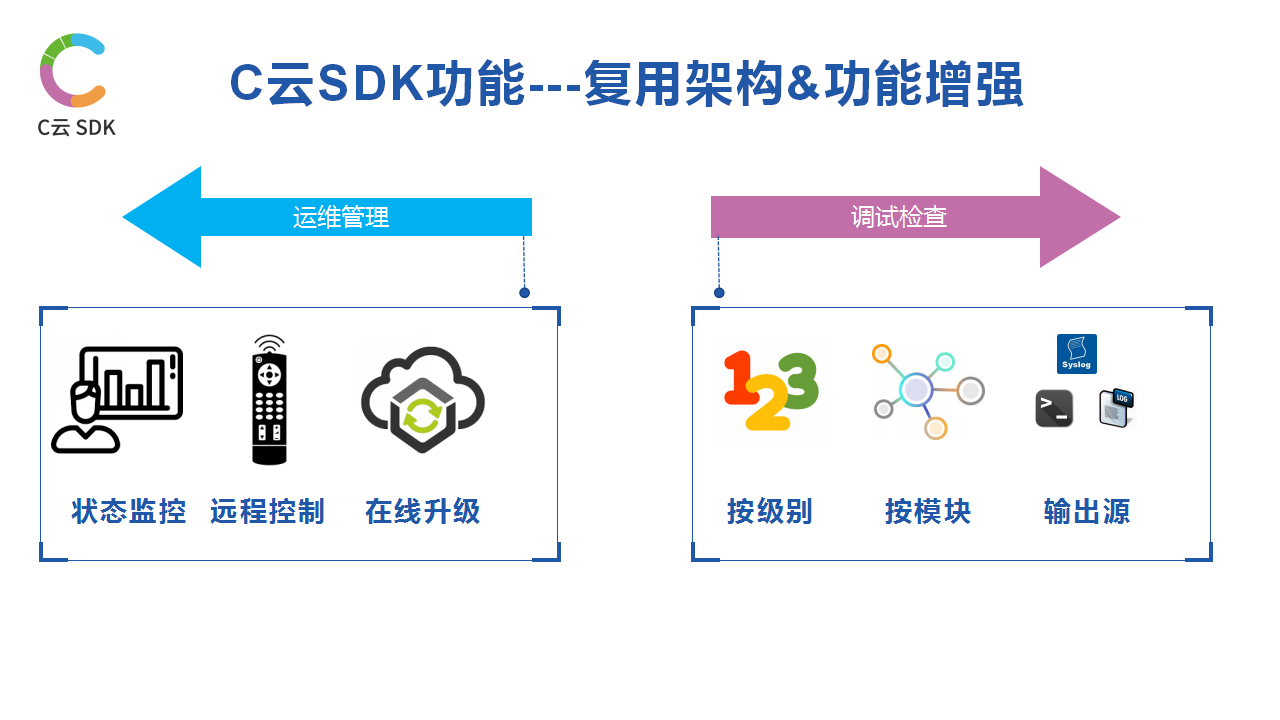 C云 SDK
C云SDK功能---复用架构&功能增强
运维管理
调试检查
状态监控 远程控制 在线升级
123
Syslog
>_
LOG
按级别 按模块 输出源